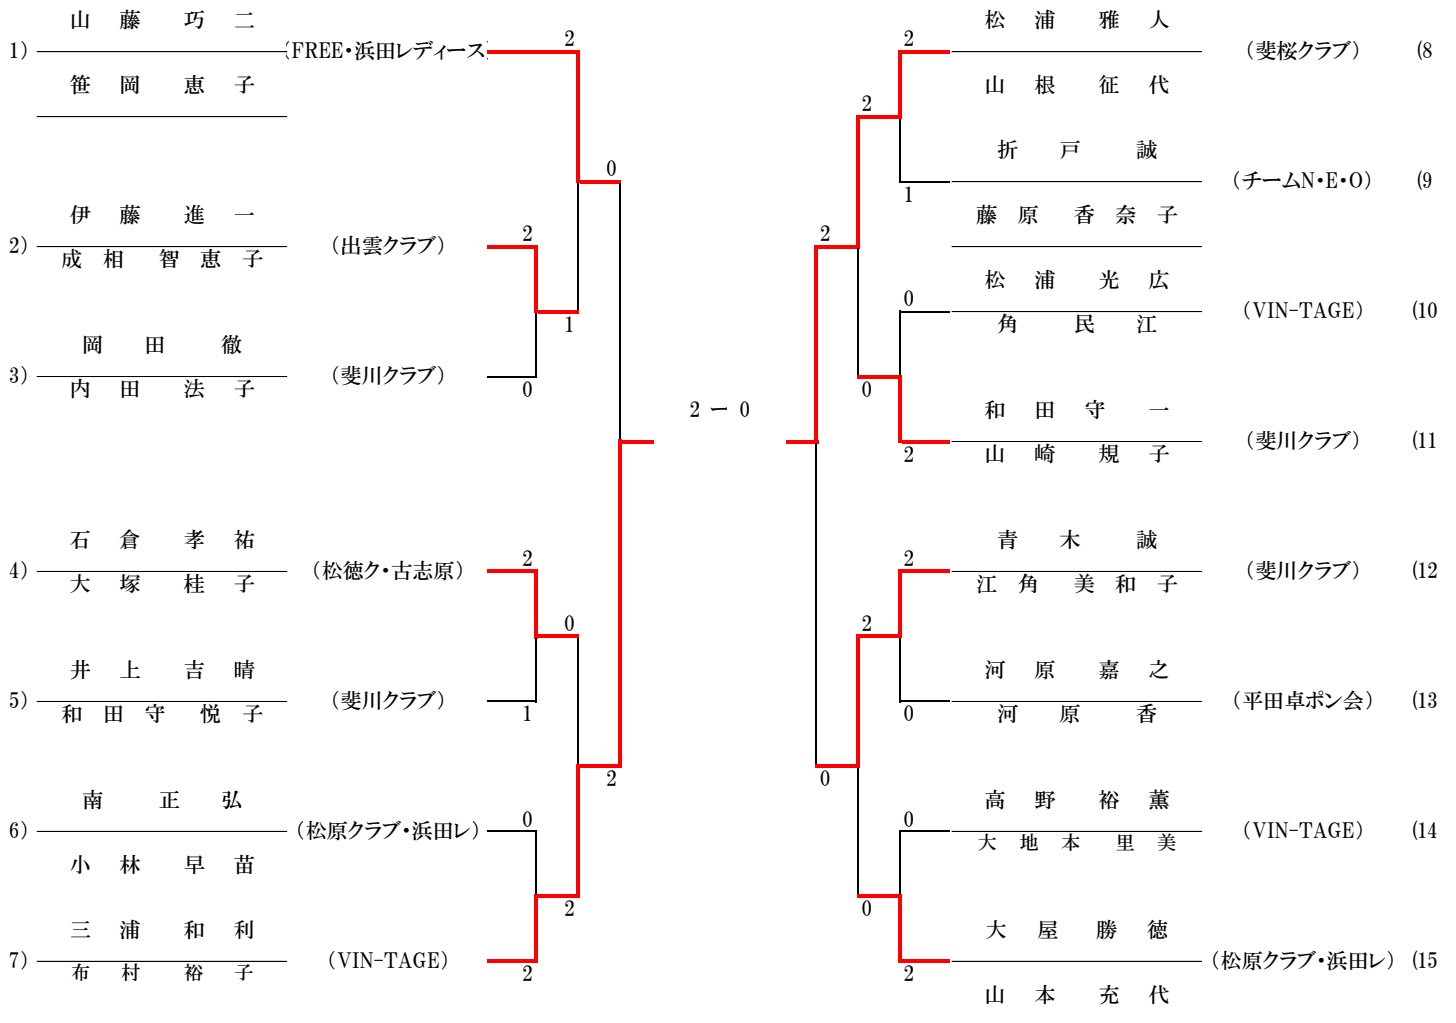 山藤 巧二
1) (FREE・浜田レディース) 2
笹岡 恵子
0
伊藤 進一
2) (出雲クラブ) 2
成相 智恵子
1
岡田 徹
3) (斐川クラブ) 0
内田 法子
2 ー 0
石倉 孝祐
4) (松徳ク・古志原) 2
大塚 桂子
0
井上 吉晴
5) (斐川クラブ) 1
和田守 悦子
2
南 正弘
6) (松原クラブ・浜田レ) 0
小林 早苗
2
三浦 和利
7) (VIN-TAGE) 2
布村 裕子
松浦 雅人
2 (斐桜クラブ) (8
山根 征代
2
折戸 誠
1 (チームN・E・O) (9
藤原 香奈子
2
松浦 光広
0 (VIN-TAGE) (10
角 民江
0
和田守 一
2 (斐川クラブ) (11
山崎 規子
青木 誠
2 (斐川クラブ) (12
江角 美和子
2
河原 嘉之
0 (平田卓ポン会) (13
河原 香
0
高野 裕薫
0 (VIN-TAGE) (14
大地本 里美
0
大屋 勝徳
2 (松原クラブ・浜田レ) (15
山本 充代